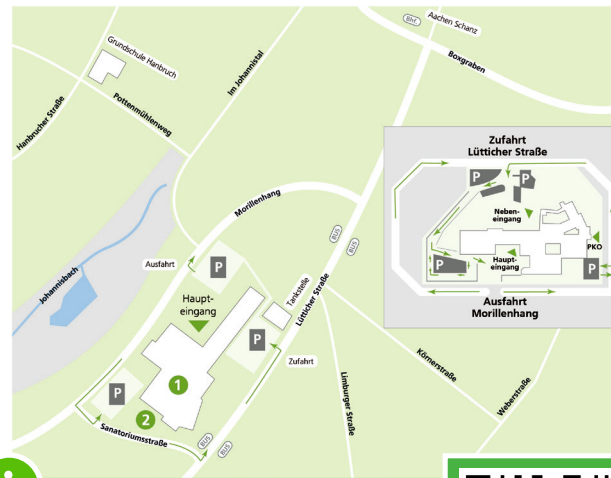 Bhf.
Aachen Schanz
Boxgraben
Grundschule Hanbruch
Hanbrucher Straße
Pottenmühlenweg
Im Johannistal
Zufahrt
Lütticher Straße
P
P
Neben-
eingang
PKO
Haupt-
eingang
P
P
Ausfahrt
Morillenhang
Morillenhang
BUS
BUS
Johannisbach
Ausfahrt
P
Haupt-
eingang
Tankstelle
Lütticher Straße
P
Zufahrt
1
P
2
Sanatoriumsstraße
BUS
BUS
Limburger Straße
Körnerstraße
Weberstraße